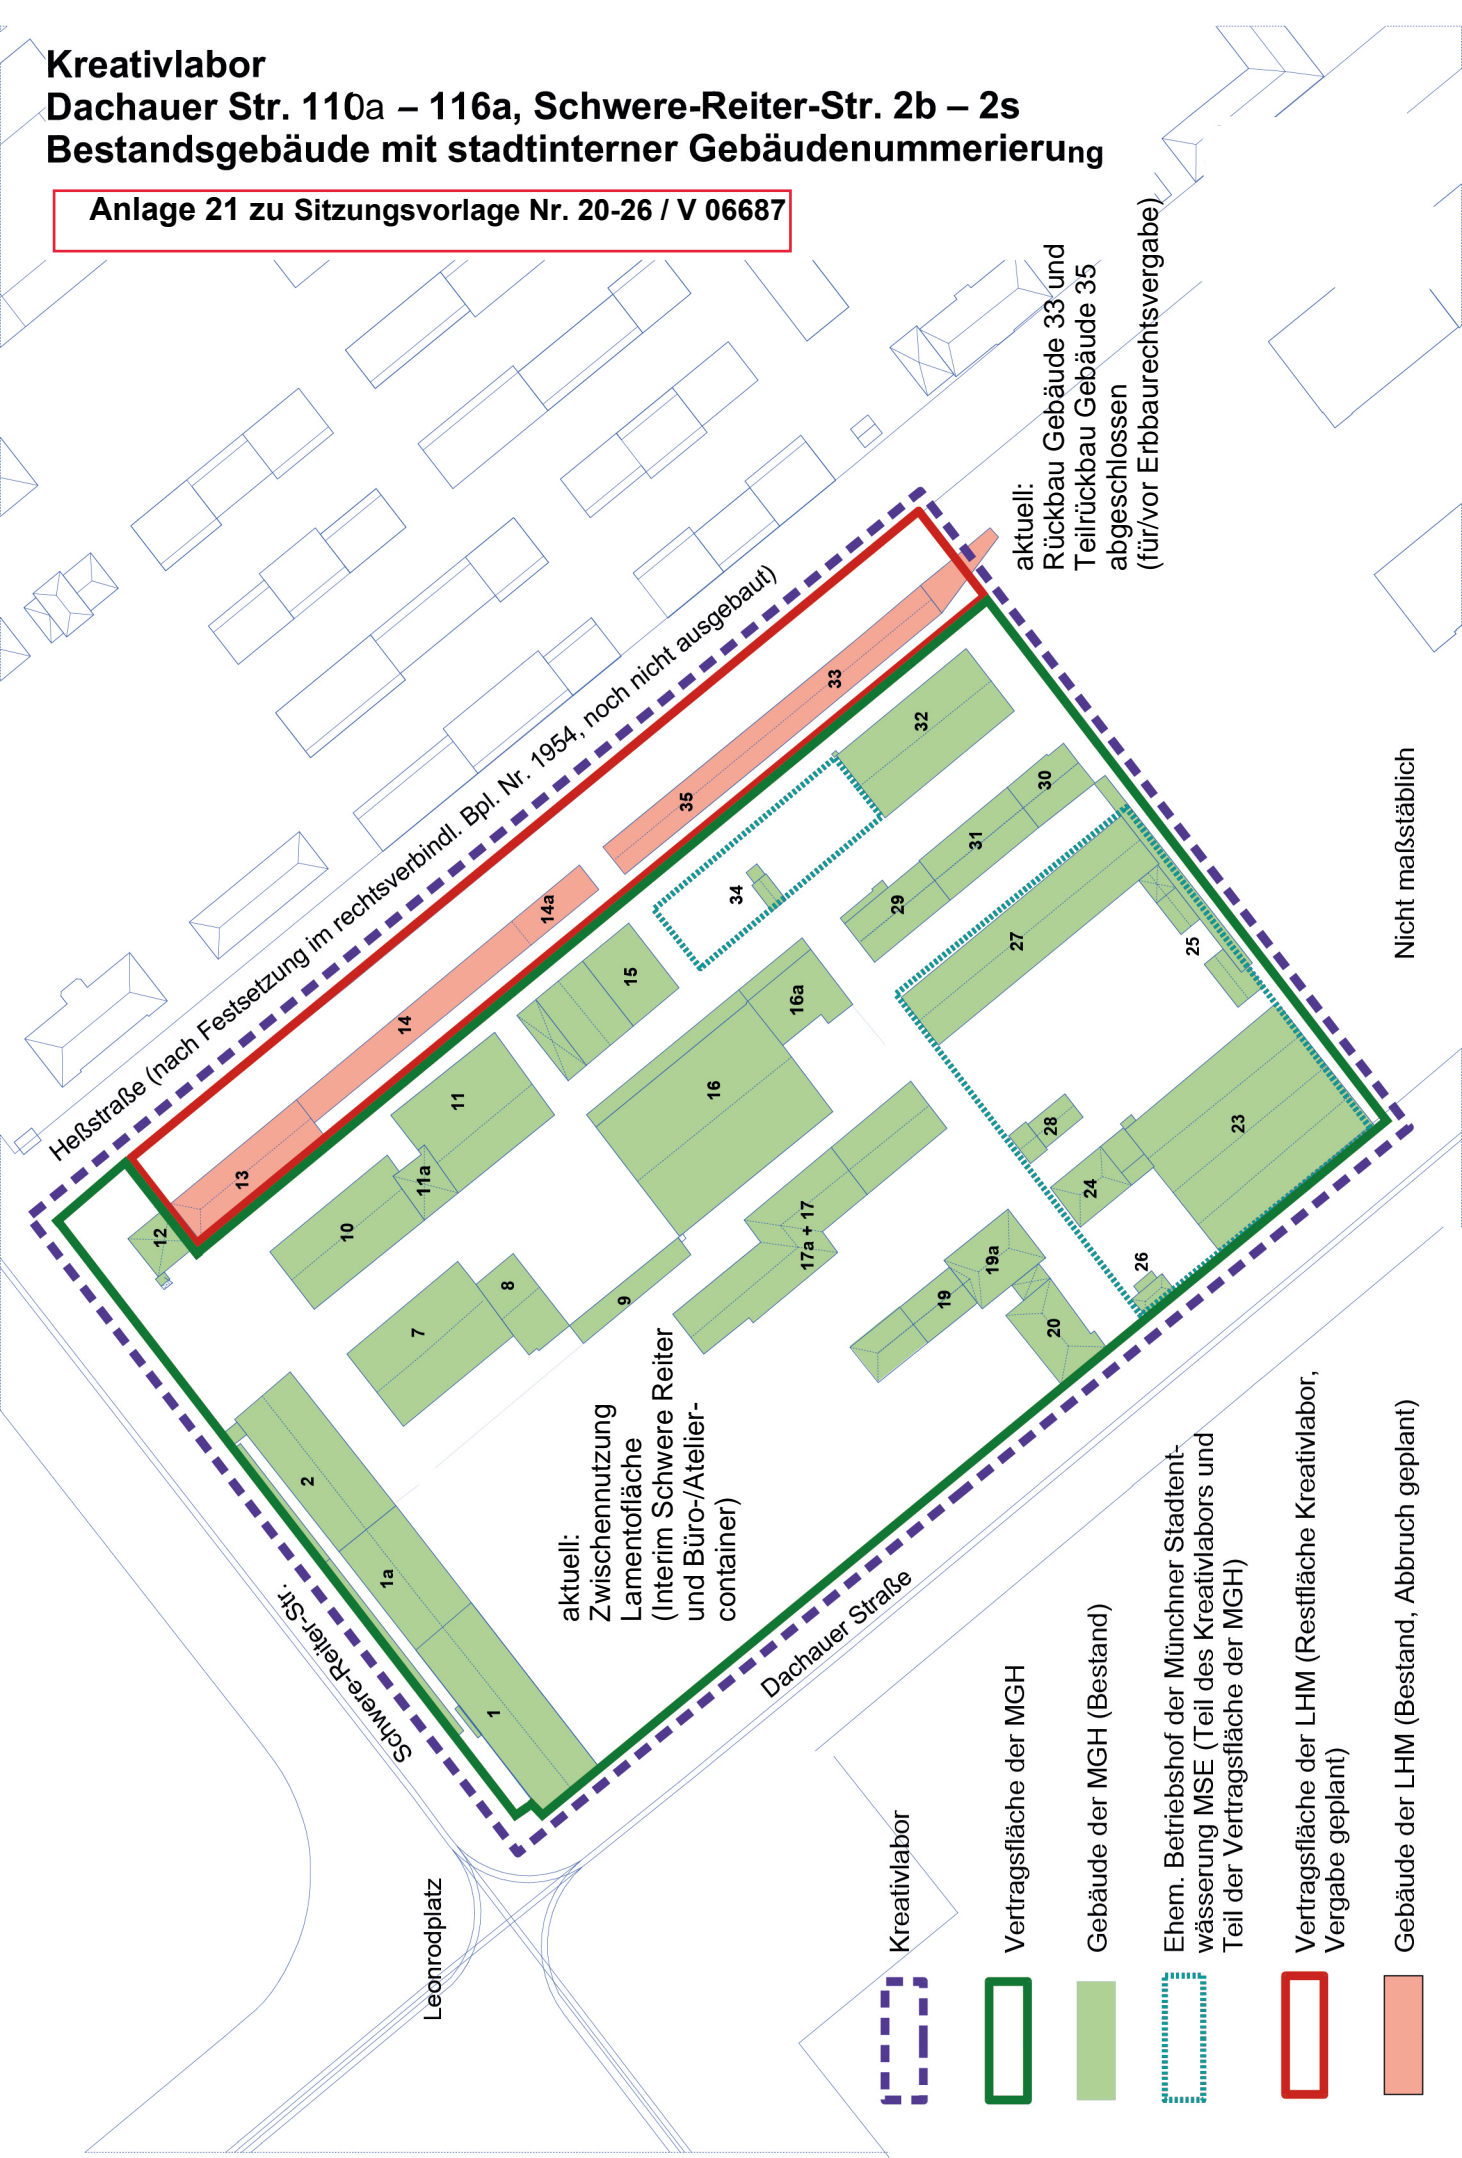 Kreativlabor
Dachauer Str. 110a – 116a, Schwere-Reiter-Str. 2b – 2s
Bestandsgebäude mit stadtinterner Gebäudenummerierung
Anlage 21 zu Sitzungsvorlage Nr. 20-26 / V 06687
aktuell:
Rückbau Gebäude 33 und
Teilrückbau Gebäude 35
abgeschlossen
(für/vor Erbbaurechtsvergabe)
Heßstraße (nach Festsetzung im rechtsverbindl. Bpl. Nr. 1954, noch nicht ausgebaut)
33
35
32
14a
14
13
12
34
30
31
29
27
25
15
16a
16
11
11a
10
8
7
9
17a + 17
28
24
23
26
19a
19
20
2
1a
1
aktuell:
Zwischennutzung
Lamentofläche
(Interim Schwere Reiter
und Büro-/Atelier-
container)
Schwere-Reiter-Str.
Dachauer Straße
Leonrodplatz
Nicht maßstäblich
Kreativlabor
Vertragsfläche der MGH
Gebäude der MGH (Bestand)
Ehem. Betriebshof der Münchner Stadtent-
wässerung MSE (Teil des Kreativlabors und
Teil der Vertragsfläche der MGH)
Vertragsfläche der LHM (Restfläche Kreativlabor,
Vergabe geplant)
Gebäude der LHM (Bestand, Abbruch geplant)